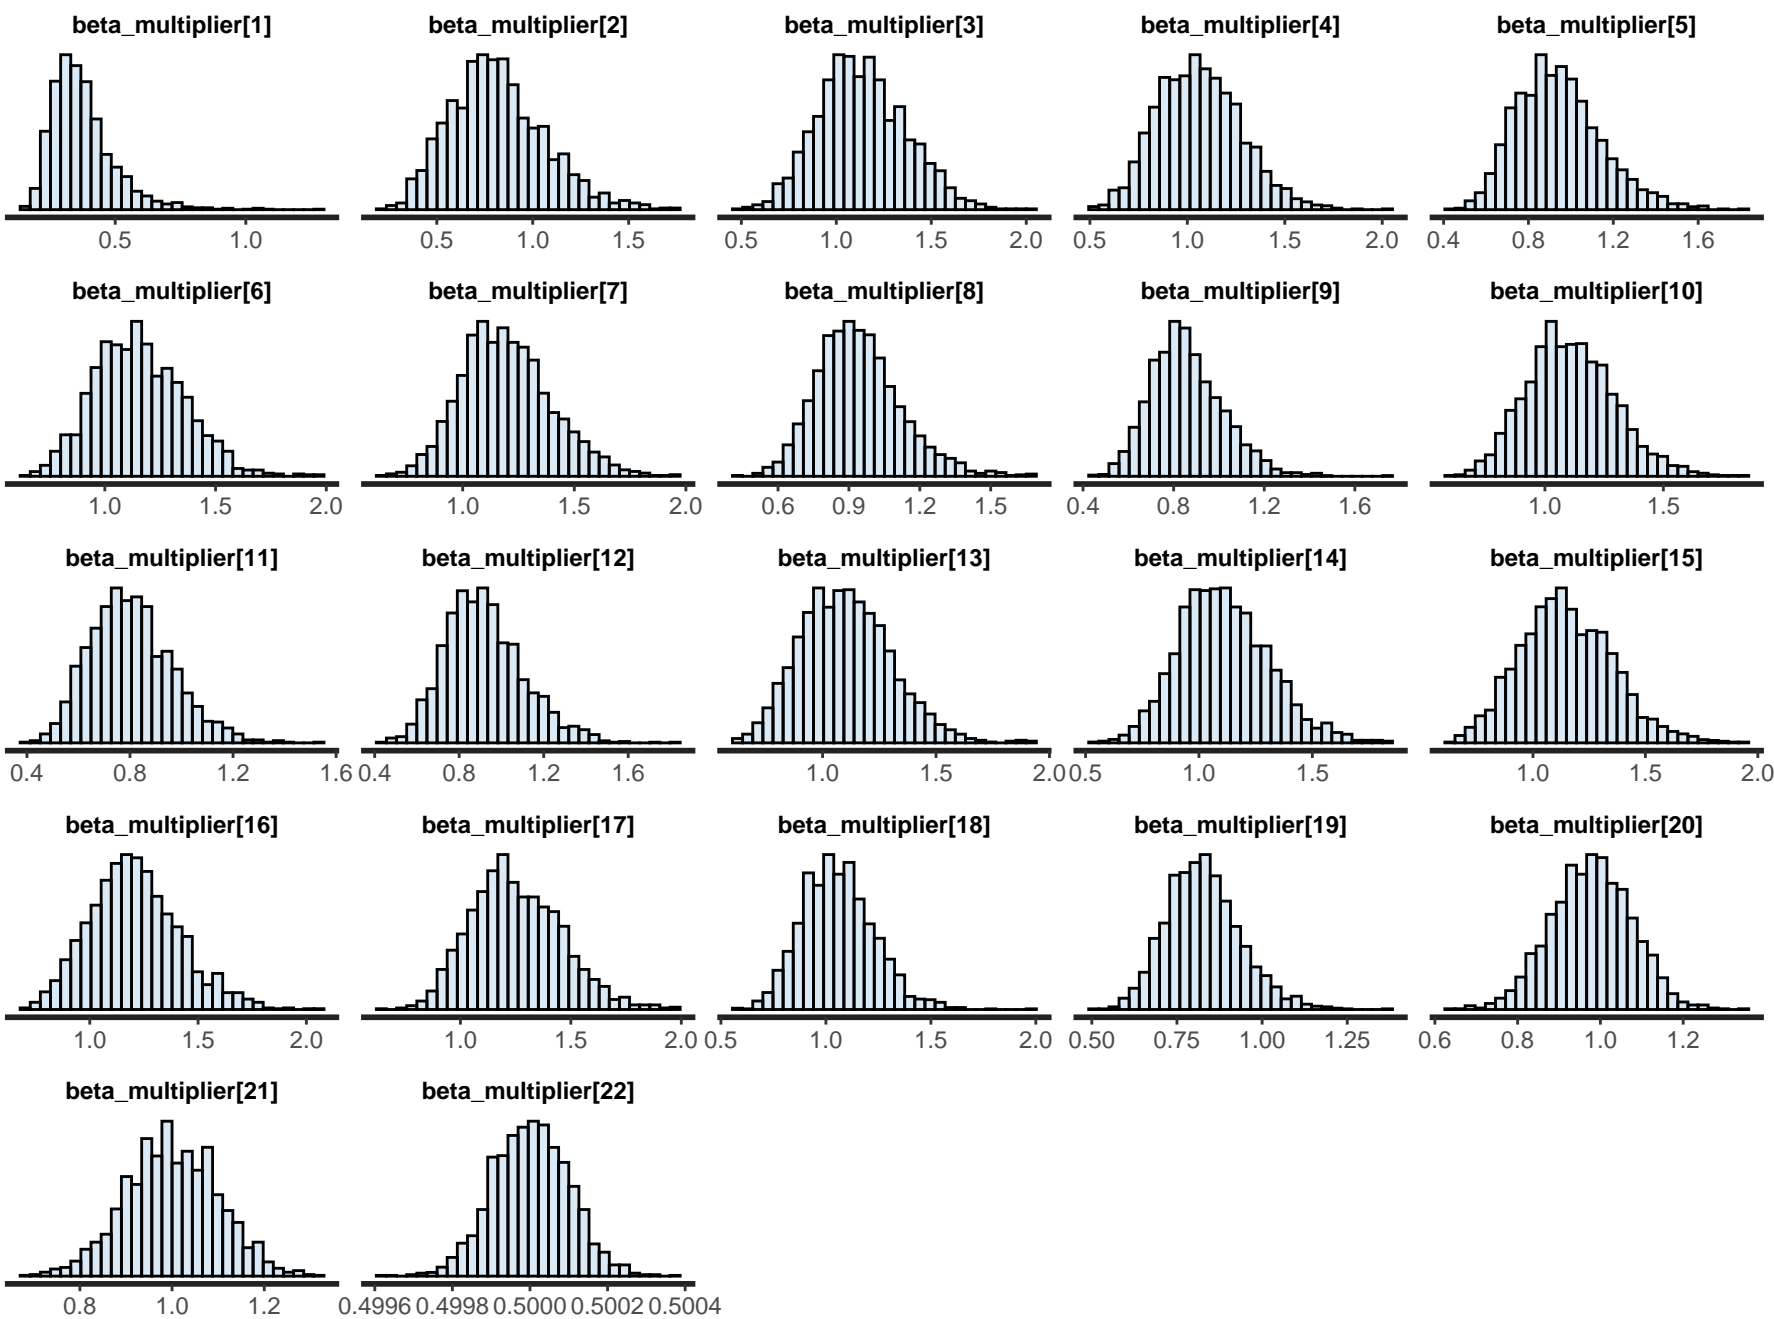 beta_multiplier[1] beta_multiplier[2] beta_multiplier[3] beta_multiplier[4] beta_multiplier[5]
0.5 1.0 0.5 1.0 1.5 0.5 1.0 1.5 2.0 0.5 1.0 1.5 2.0 0.4 0.8 1.2 1.6
beta_multiplier[6] beta_multiplier[7] beta_multiplier[8] beta_multiplier[9] beta_multiplier[10]
1.0 1.5 2.0 1.0 1.5 2.0 0.6 0.9 1.2 1.5 0.4 0.8 1.2 1.6 1.0 1.5
beta_multiplier[11] beta_multiplier[12] beta_multiplier[13] beta_multiplier[14] beta_multiplier[15]
0.4 0.8 1.2 1.6 0.4 0.8 1.2 1.6 1.0 1.5 2.0 0.5 1.0 1.5 1.0 1.5 2.0
beta_multiplier[16] beta_multiplier[17] beta_multiplier[18] beta_multiplier[19] beta_multiplier[20]
1.0 1.5 2.0 1.0 1.5 2.0 0.5 1.0 1.5 2.0 0.50 0.75 1.00 1.25 0.6 0.8 1.0 1.2
beta_multiplier[21] beta_multiplier[22]
0.8 1.0 1.2 0.4996 0.4998 0.5000 0.5002 0.5004